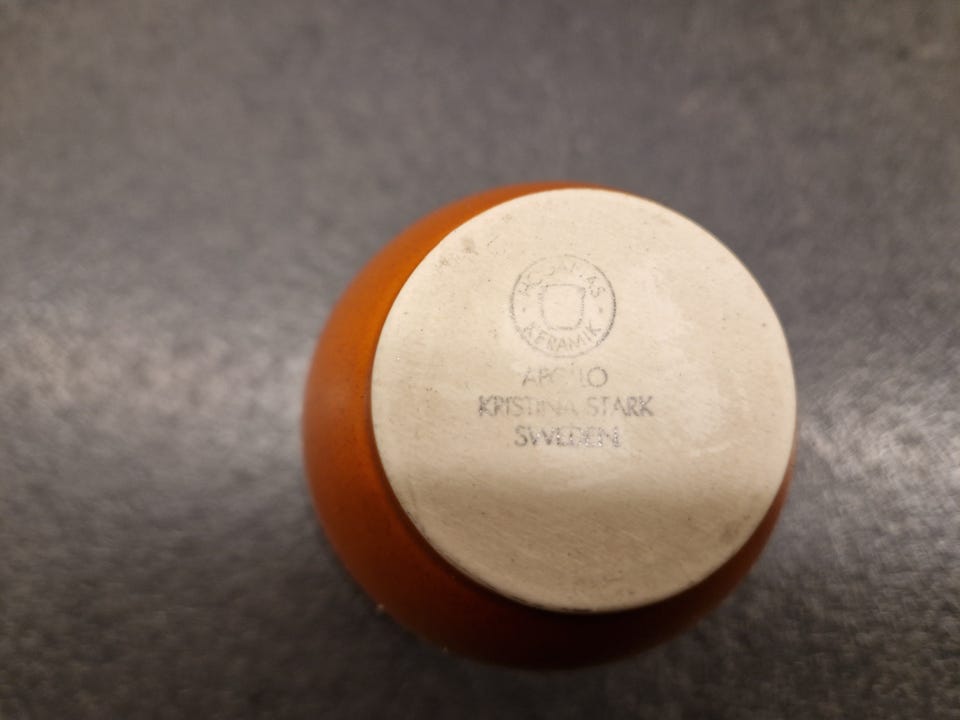 HÖGANÄS
KERAMIK
APOLLO
KRISTINA STARK
SWEDEN